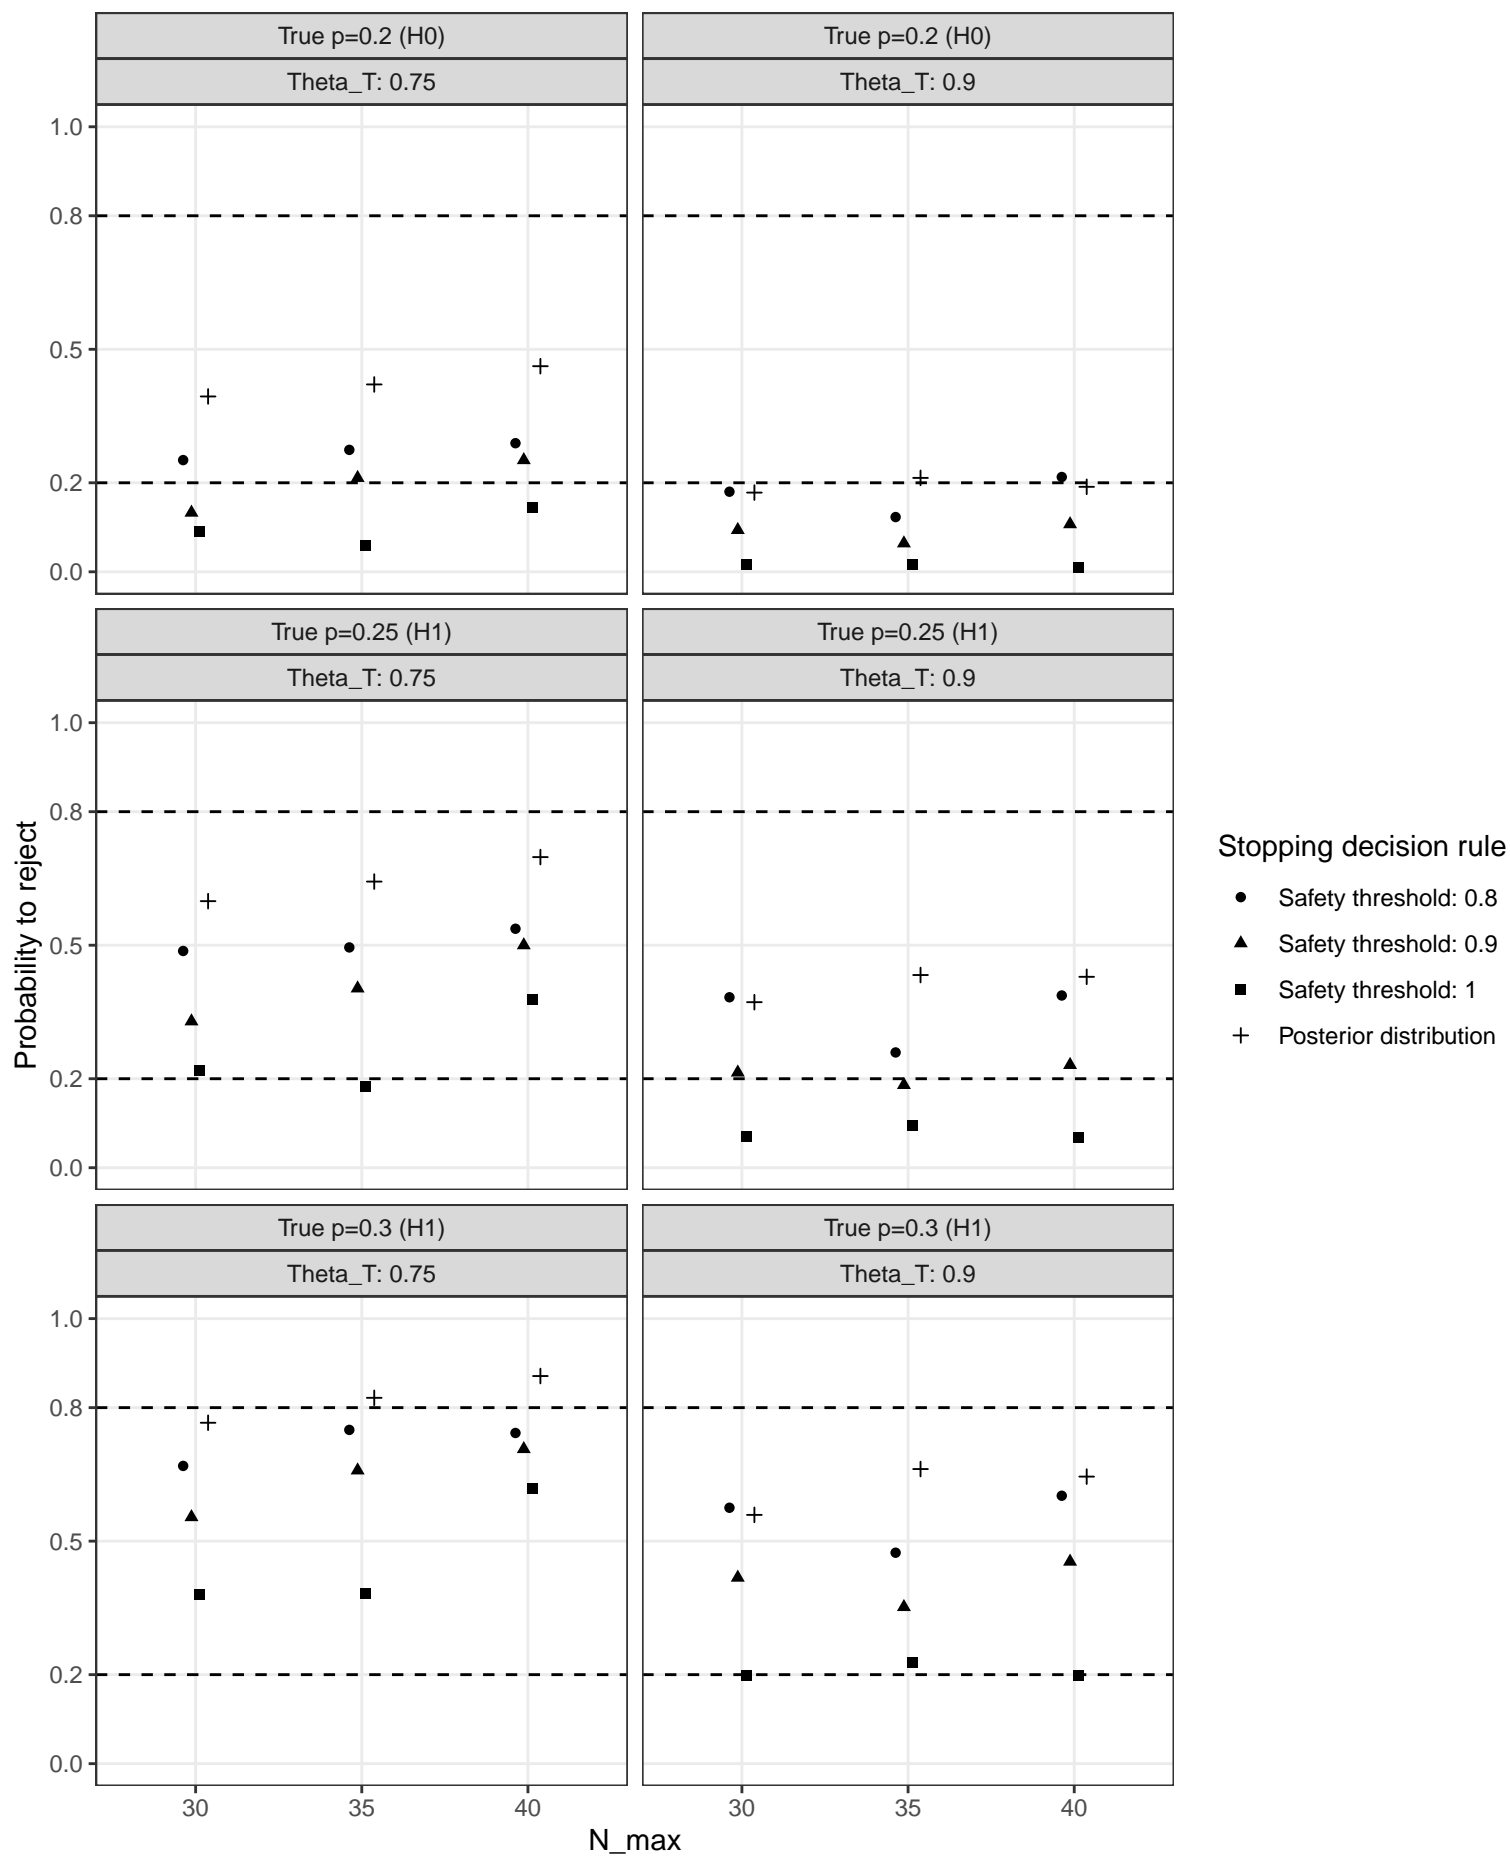 True p=0.2 (H0)
True p=0.2 (H0)
Theta_T: 0.75
Theta_T: 0.9
1.0
0.8
0.5
0.2
0.0
True p=0.25 (H1)
True p=0.25 (H1)
Theta_T: 0.75
Theta_T: 0.9
1.0
0.8
0.5
0.2
0.0
True p=0.3 (H1)
True p=0.3 (H1)
Theta_T: 0.75
Theta_T: 0.9
1.0
0.8
0.5
0.2
0.0
30
35
40
30
35
40
N_max
Probability to reject
Stopping decision rule
Safety threshold: 0.8
Safety threshold: 0.9
Safety threshold: 1
Posterior distribution